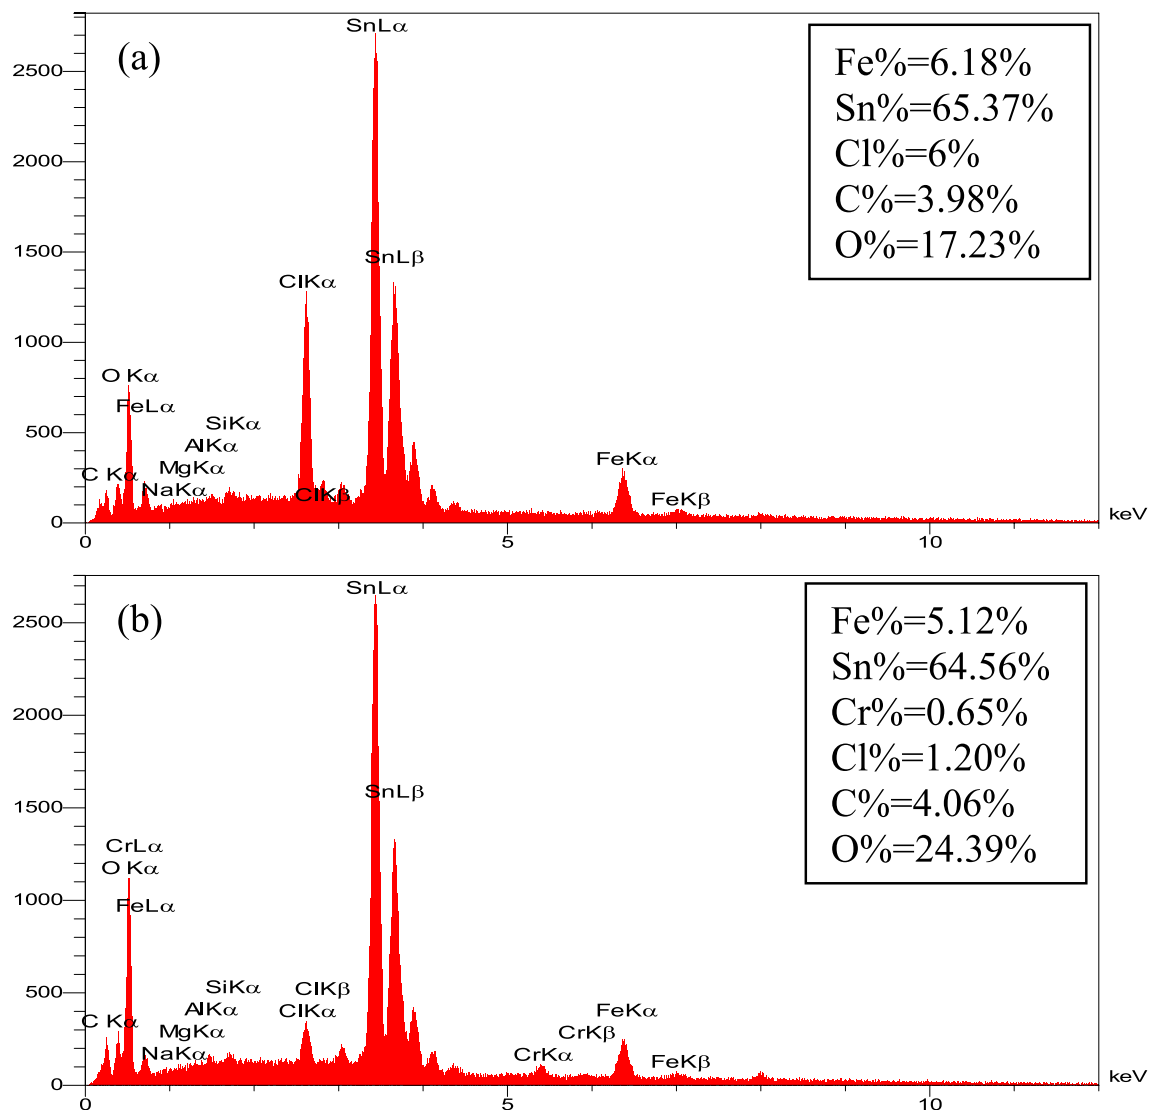 SnLα
(a)
Fe%=6.18%
Sn%=65.37%
Cl%=6%
C%=3.98%
O%=17.23%
2500
2000
1500
1000
500
0
SnLβ
ClKα
O Kα
FeLα
SiKα
AlKα
MgKα
C Kα
NaKα
ClKβ
FeKα
FeKβ
keV
0 5 10
SnLα
(b)
Fe%=5.12%
Sn%=64.56%
Cr%=0.65%
Cl%=1.20%
C%=4.06%
O%=24.39%
2500
2000
1500
1000
500
0
SnLβ
CrLα
O Kα
FeLα
SiKα
AlKα
C Kα
MgKα
NaKα
ClKβ
ClKα
CrKα
CrKβ
FeKα
FeKβ
keV
0 5 10